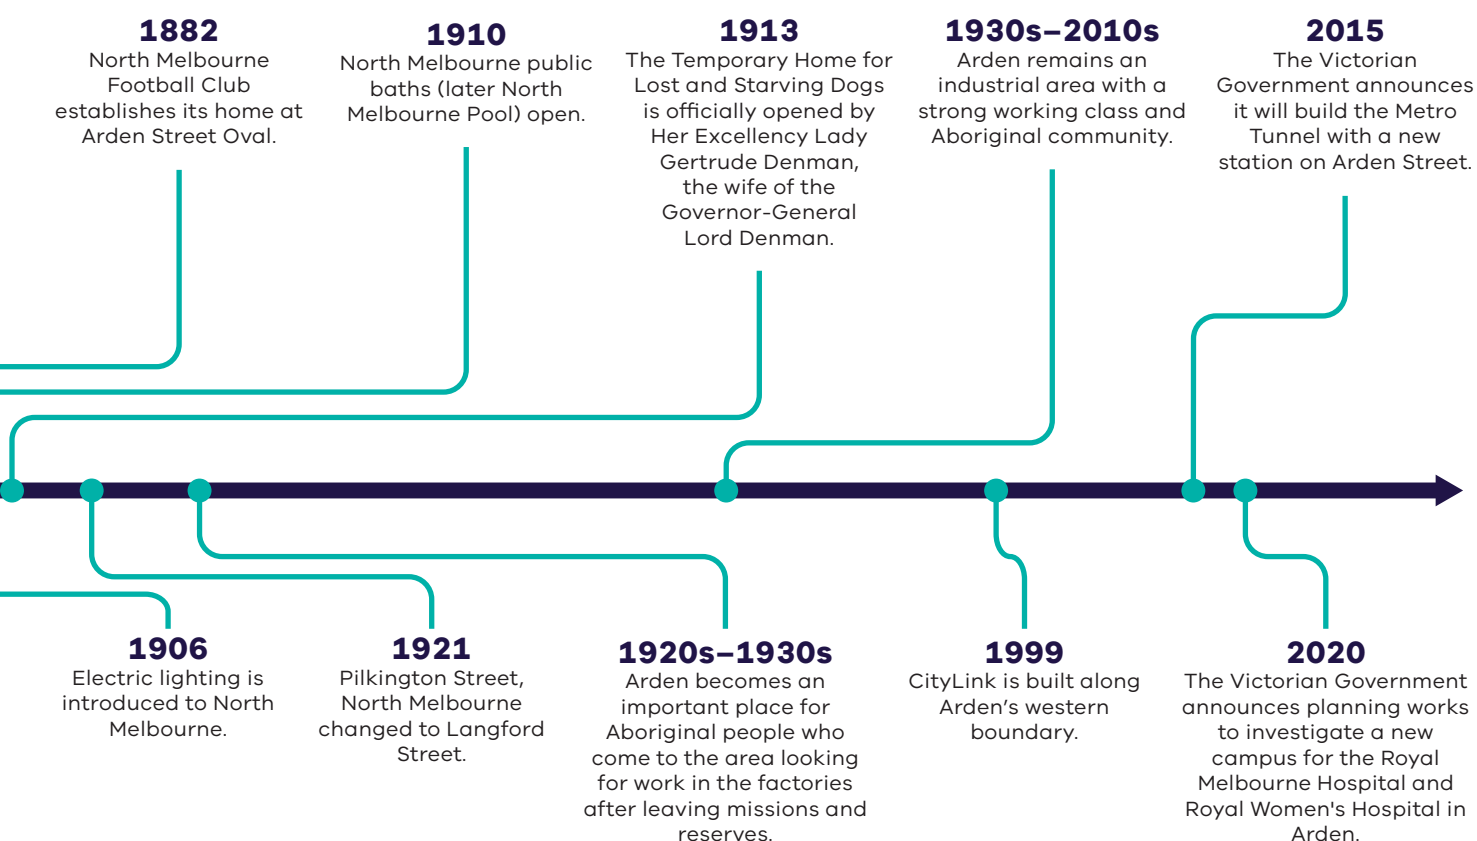 1882
North Melbourne
Football Club
establishes its home at
Arden Street Oval.
1910
North Melbourne public
baths (later North
Melbourne Pool) open.
1913
The Temporary Home for
Lost and Starving Dogs
is officially opened by
Her Excellency Lady
Gertrude Denman,
the wife of the
Governor-General
Lord Denman.
1930s–2010s
Arden remains an
industrial area with a
strong working class and
Aboriginal community.
2015
The Victorian
Government announces
it will build the Metro
Tunnel with a new
station on Arden Street.
1906
Electric lighting is
introduced to North
Melbourne.
1921
Pilkington Street,
North Melbourne
changed to Langford
Street.
1920s–1930s
Arden becomes an
important place for
Aboriginal people who
come to the area looking
for work in the factories
after leaving missions and
reserves.
1999
CityLink is built along
Arden's western
boundary.
2020
The Victorian Government
announces planning works
to investigate a new
campus for the Royal
Melbourne Hospital and
Royal Women's Hospital in
Arden.